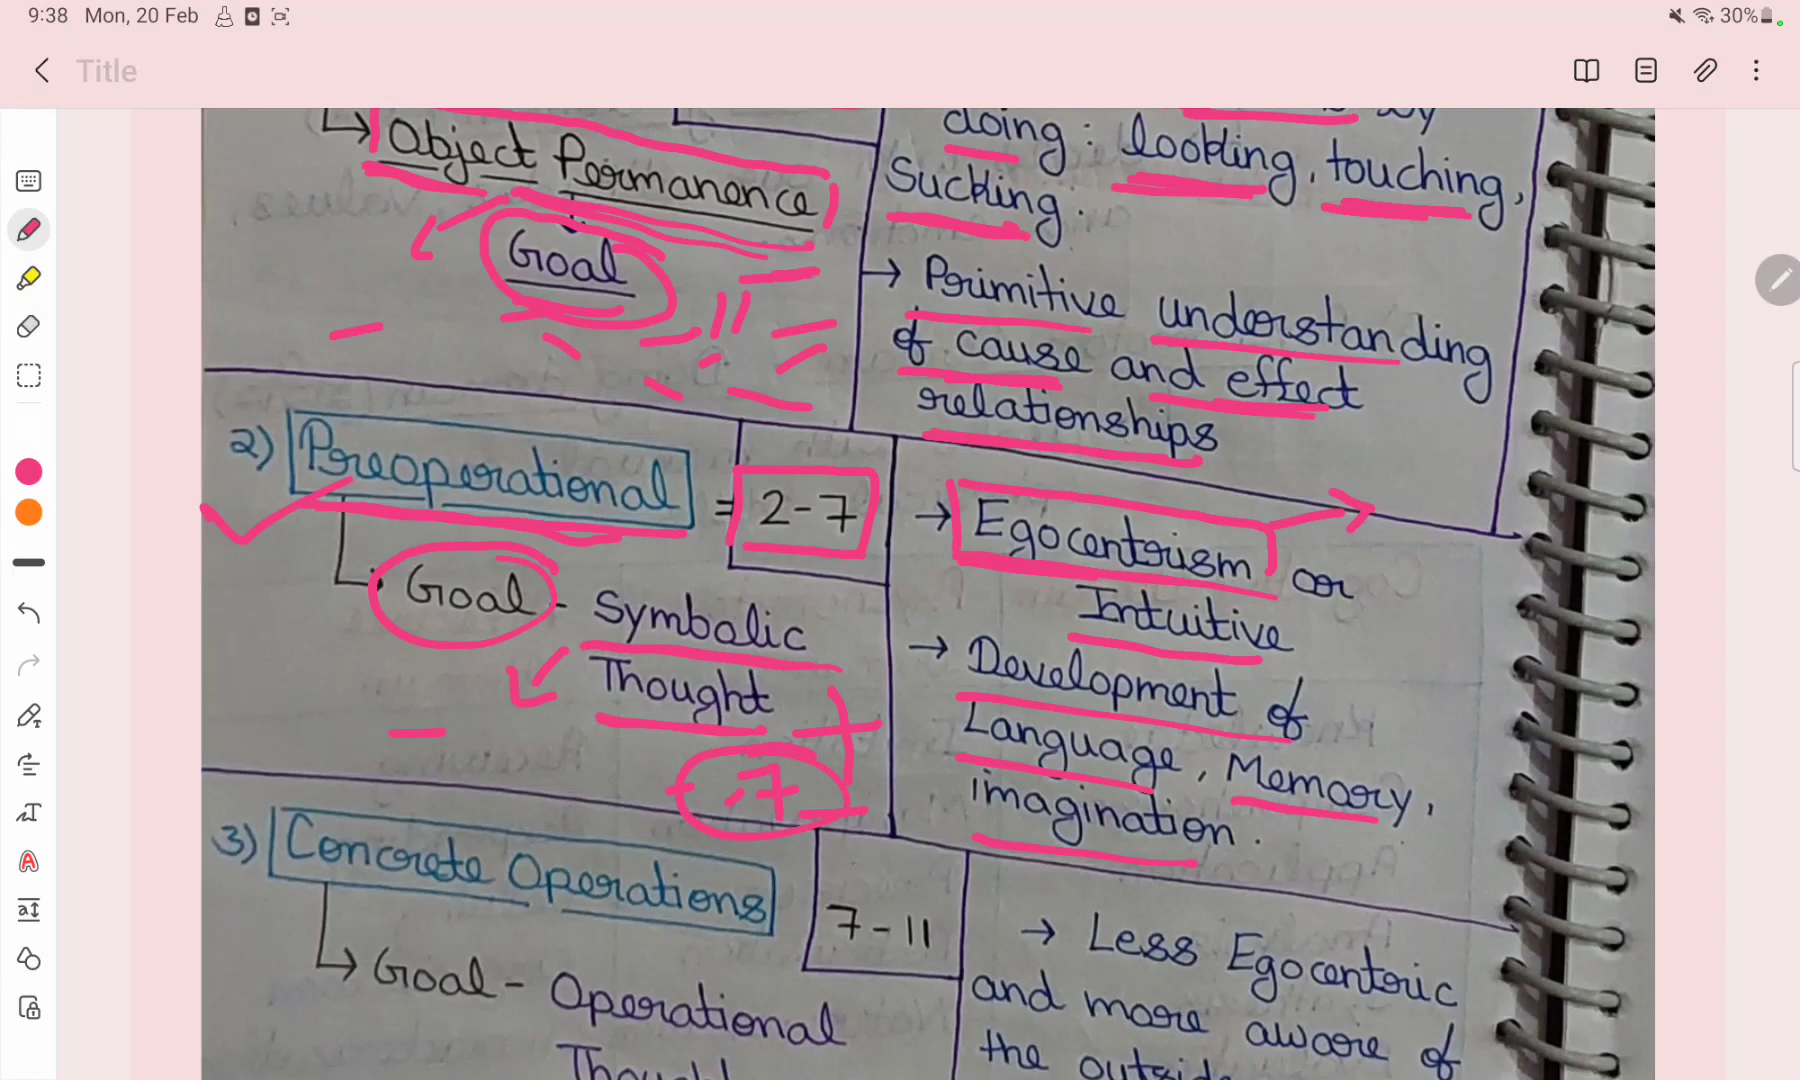 9:38 Mon, 20 Feb
30%
Title
↳ Object Permanence
Goal
doing: looking, touching,
Sucking.
→ Primitive understanding
of cause and effect
relationships
2) Preoperational = 2-7
Goal - Symbolic
Thought
7
→ Egocentrism or
Intuitive
→ Development of
Language, Memory,
imagination.
3) Concrete Operations
7-11
↳ Goal - Operational
→ Less Egocentric
and more aware of
the